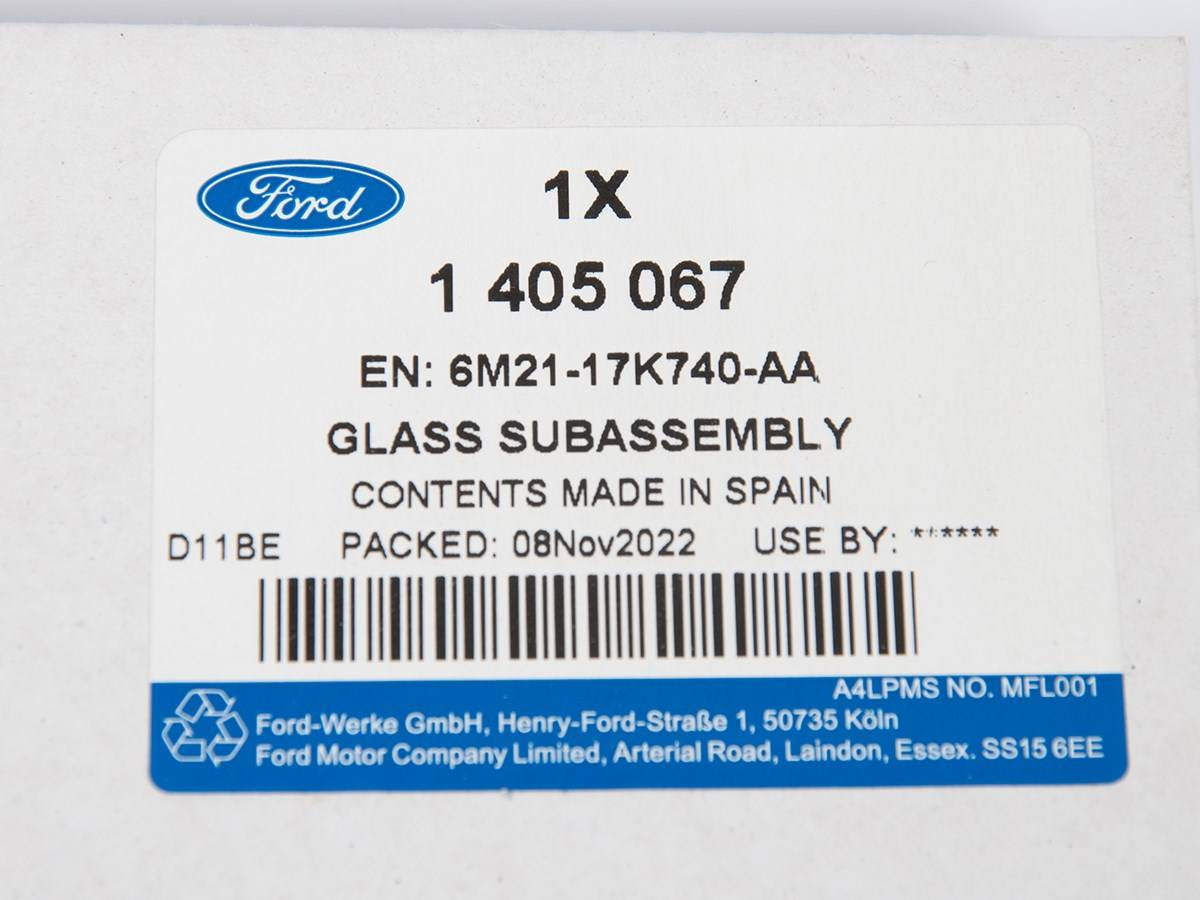 Ford
1X
1 405 067
EN: 6M21-17K740-AA
GLASS SUBASSEMBLY
CONTENTS MADE IN SPAIN
D11BE PACKED: 08Nov2022 USE BY: ******
A4LPMS NO. MFL001
Ford-Werke GmbH, Henry-Ford-Straße 1, 50735 Köln
Ford Motor Company Limited, Arterial Road, Laindon, Essex. SS15 6EE